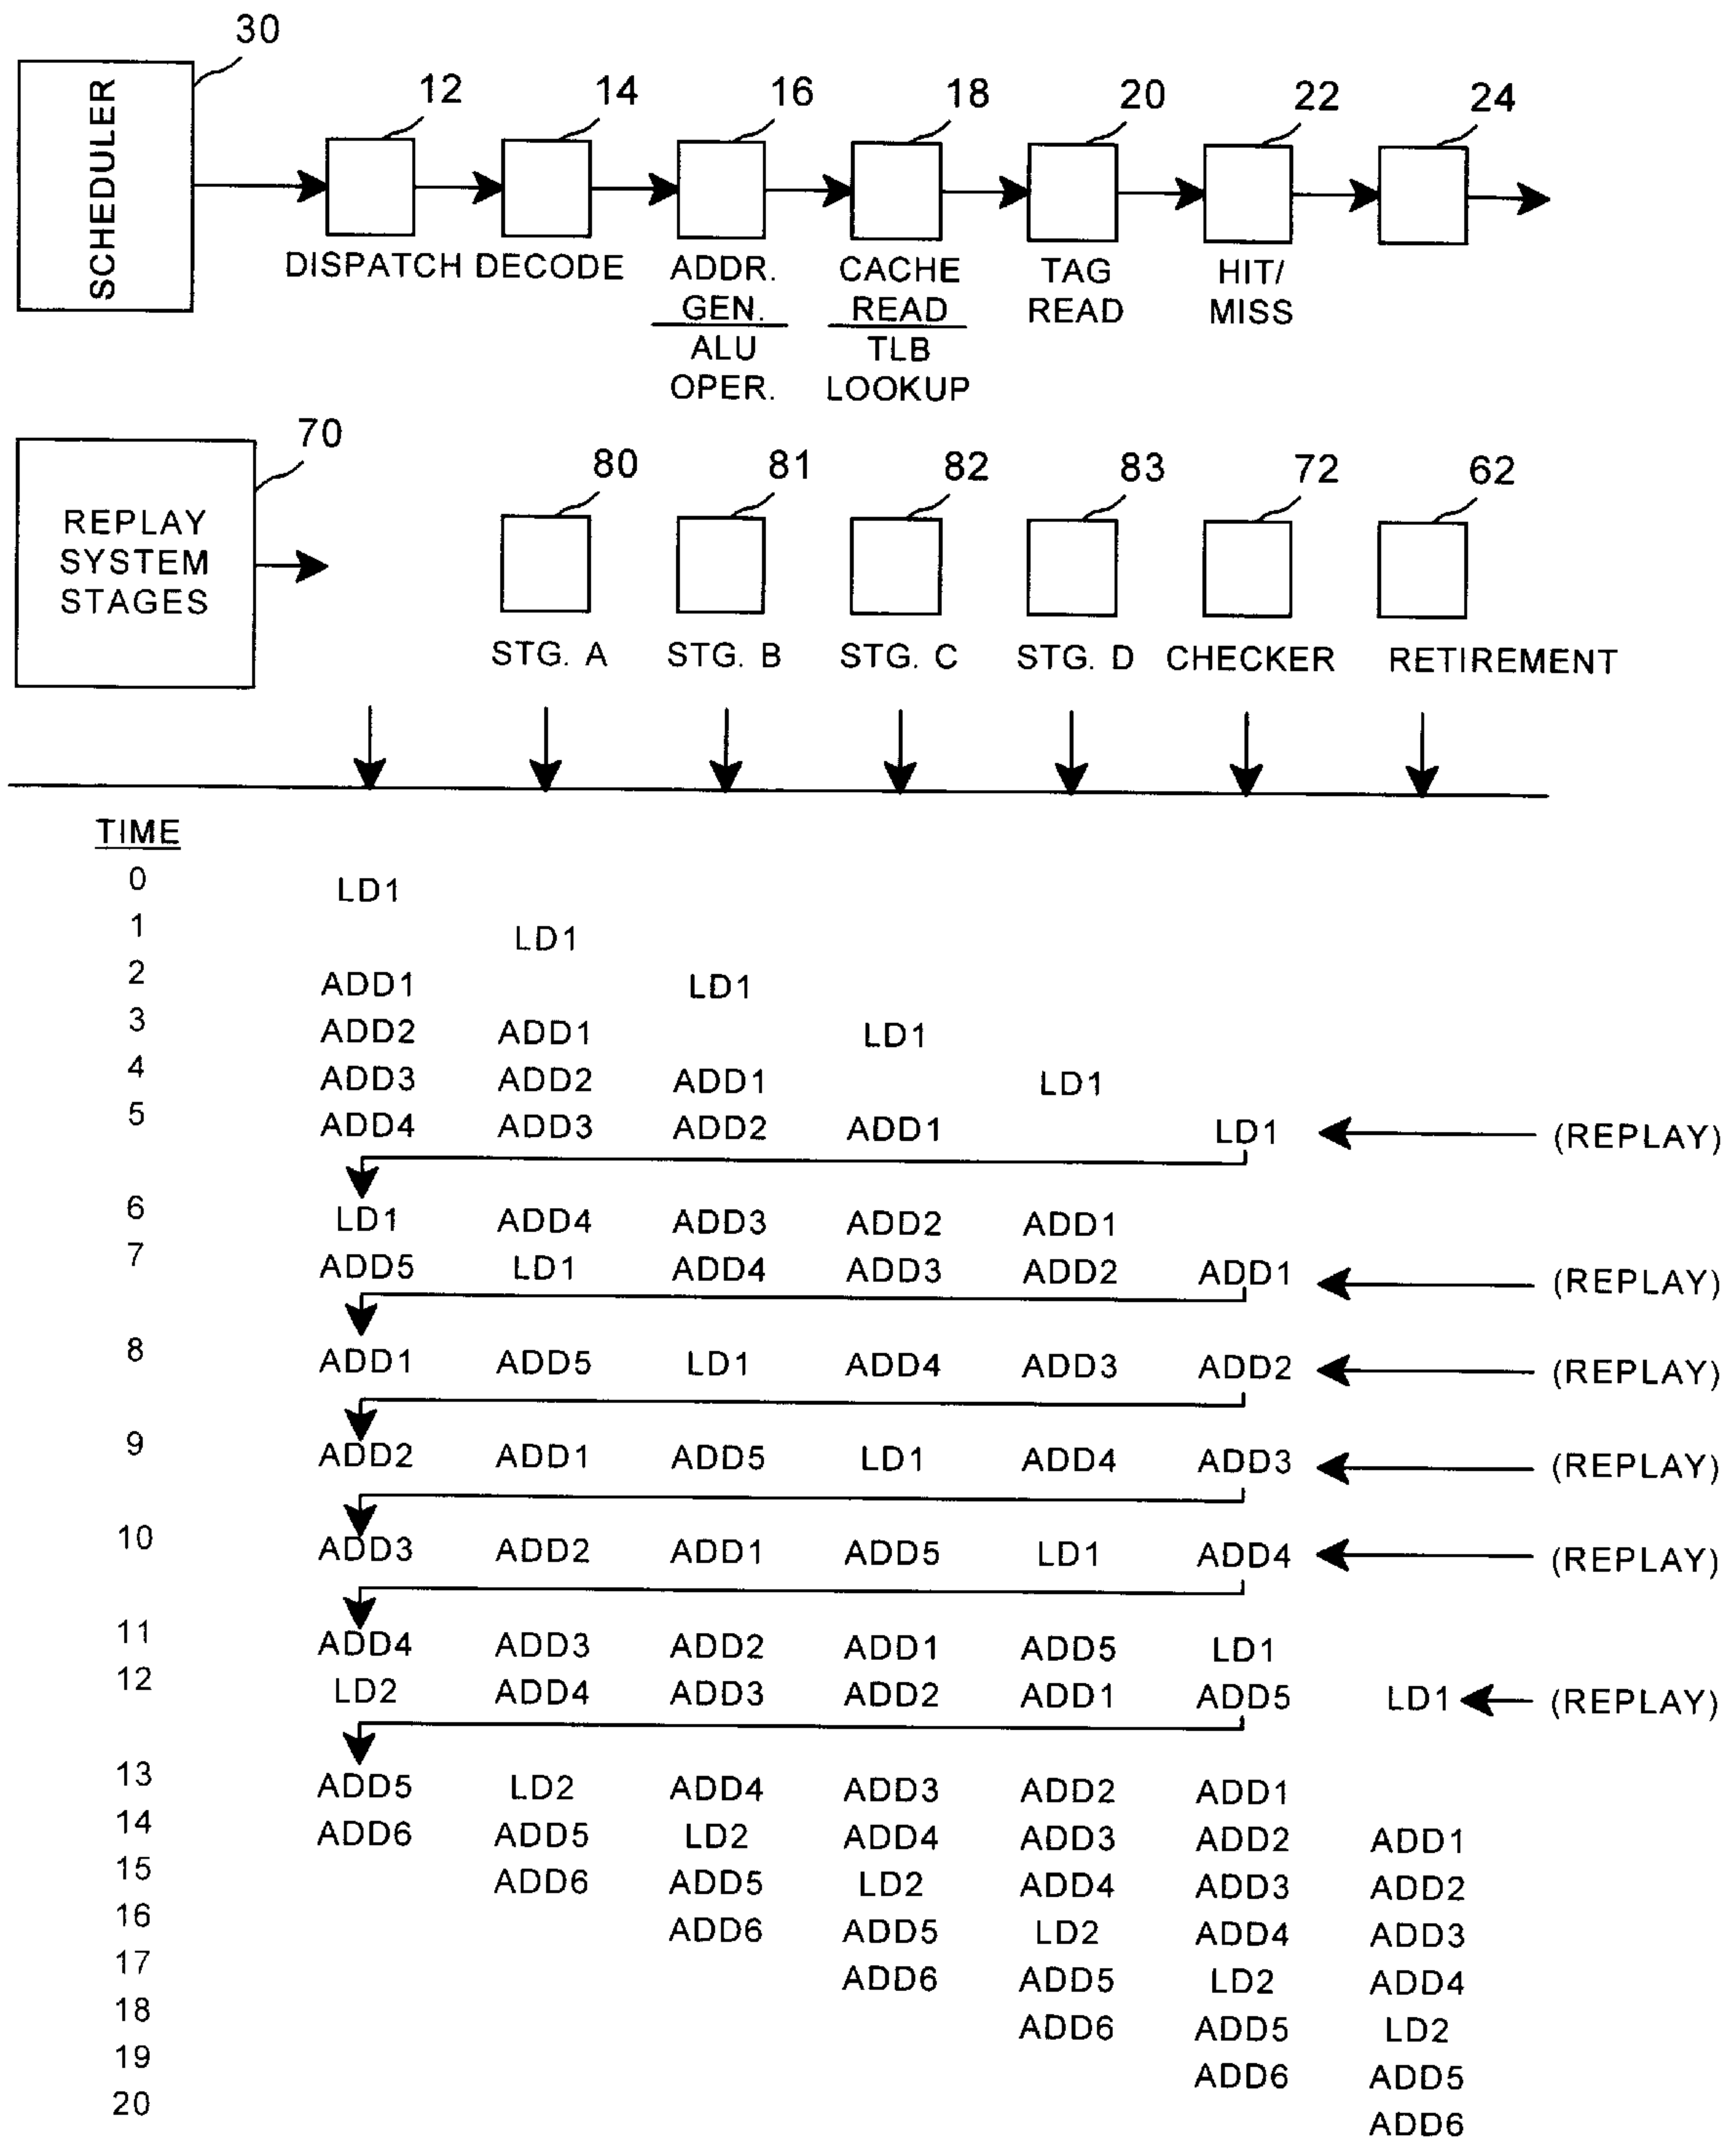 30
SCHEDULER
12 14 16 18 20 22 24
DISPATCH DECODE ADDR. CACHE TAG HIT/
GEN. READ READ MISS
ALU TLB
OPER. LOOKUP
70
REPLAY
SYSTEM
STAGES
80 81 82 83 72 62
STG. A STG. B STG. C STG. D CHECKER RETIREMENT
TIME
0 LD1
1 LD1
2 ADD1 LD1
3 ADD2 ADD1 LD1
4 ADD3 ADD2 ADD1 LD1
5 ADD4 ADD3 ADD2 ADD1 LD1 (REPLAY)
6 LD1 ADD4 ADD3 ADD2 ADD1
7 ADD5 LD1 ADD4 ADD3 ADD2 ADD1 (REPLAY)
8 ADD1 ADD5 LD1 ADD4 ADD3 ADD2 (REPLAY)
9 ADD2 ADD1 ADD5 LD1 ADD4 ADD3 (REPLAY)
10 ADD3 ADD2 ADD1 ADD5 LD1 ADD4 (REPLAY)
11 ADD4 ADD3 ADD2 ADD1 ADD5 LD1
12 LD2 ADD4 ADD3 ADD2 ADD1 ADD5 LD1 (REPLAY)
13 ADD5 LD2 ADD4 ADD3 ADD2 ADD1
14 ADD6 ADD5 LD2 ADD4 ADD3 ADD2 ADD1
15 ADD6 ADD5 LD2 ADD4 ADD3 ADD2
16 ADD6 ADD5 LD2 ADD4 ADD3
17 ADD6 ADD5 LD2 ADD4
18 ADD6 ADD5 LD2
19 ADD6 ADD5
20 ADD6